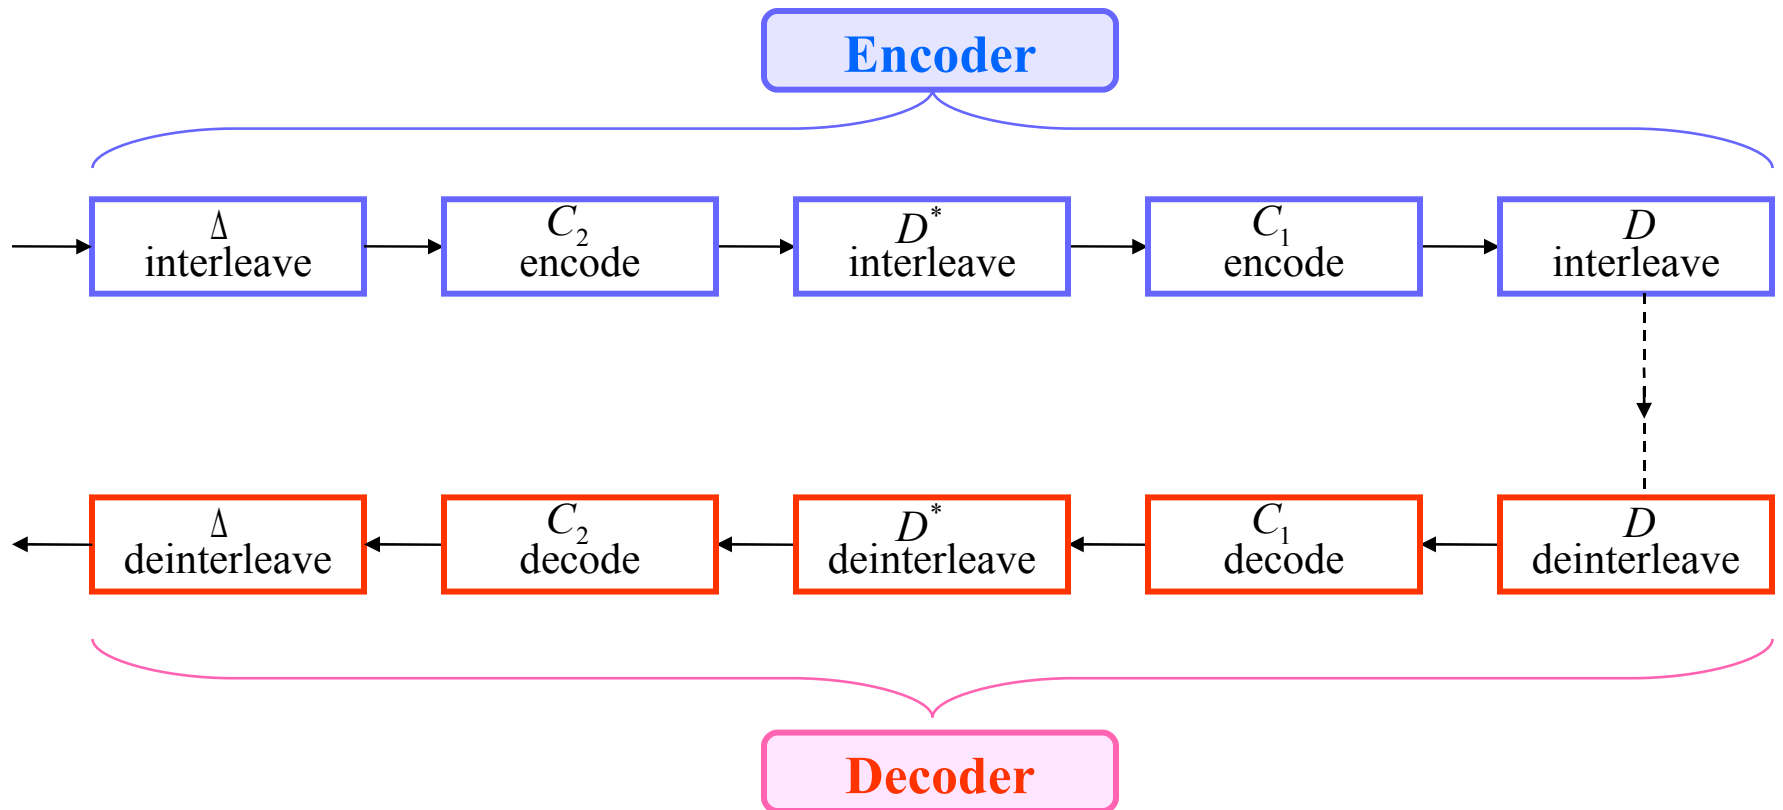 Encoder
Δ
interleave
C₂
encode
D*
interleave
C₁
encode
D
interleave
Δ
deinterleave
C₂
decode
D*
deinterleave
C₁
decode
D
deinterleave
Decoder